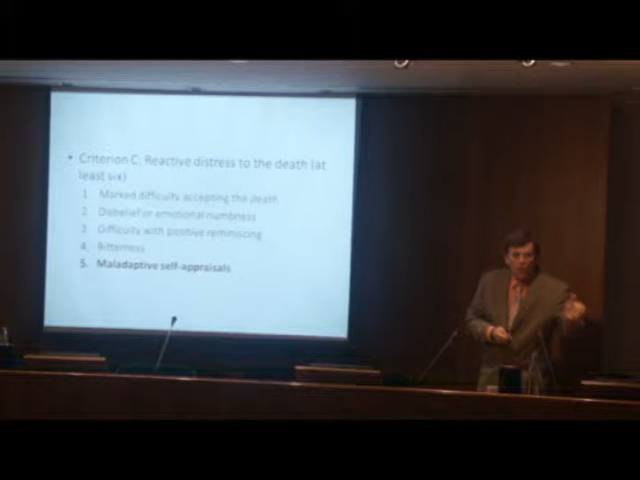 • Criterion C: Reactive distress to the death (at
least six)
1 Marked difficulty accepting the death
2 Disbelief or emotional numbness
3 Difficulty with positive reminiscing
4. Bitterness
5. Maladaptive self-appraisals